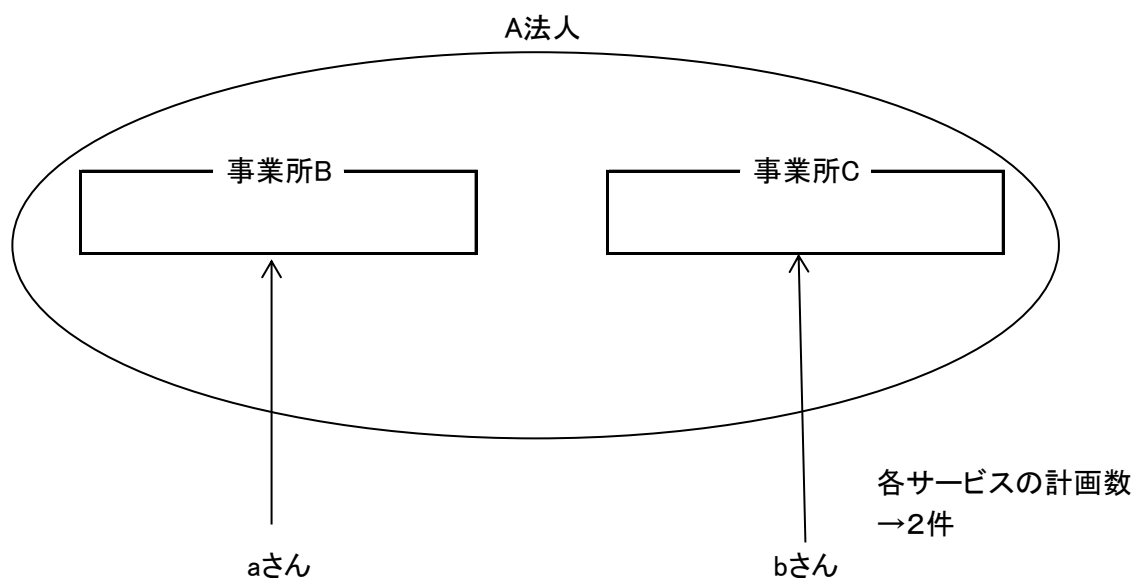 A法人
事業所B
事業所C
各サービスの計画数
→2件
aさん
bさん